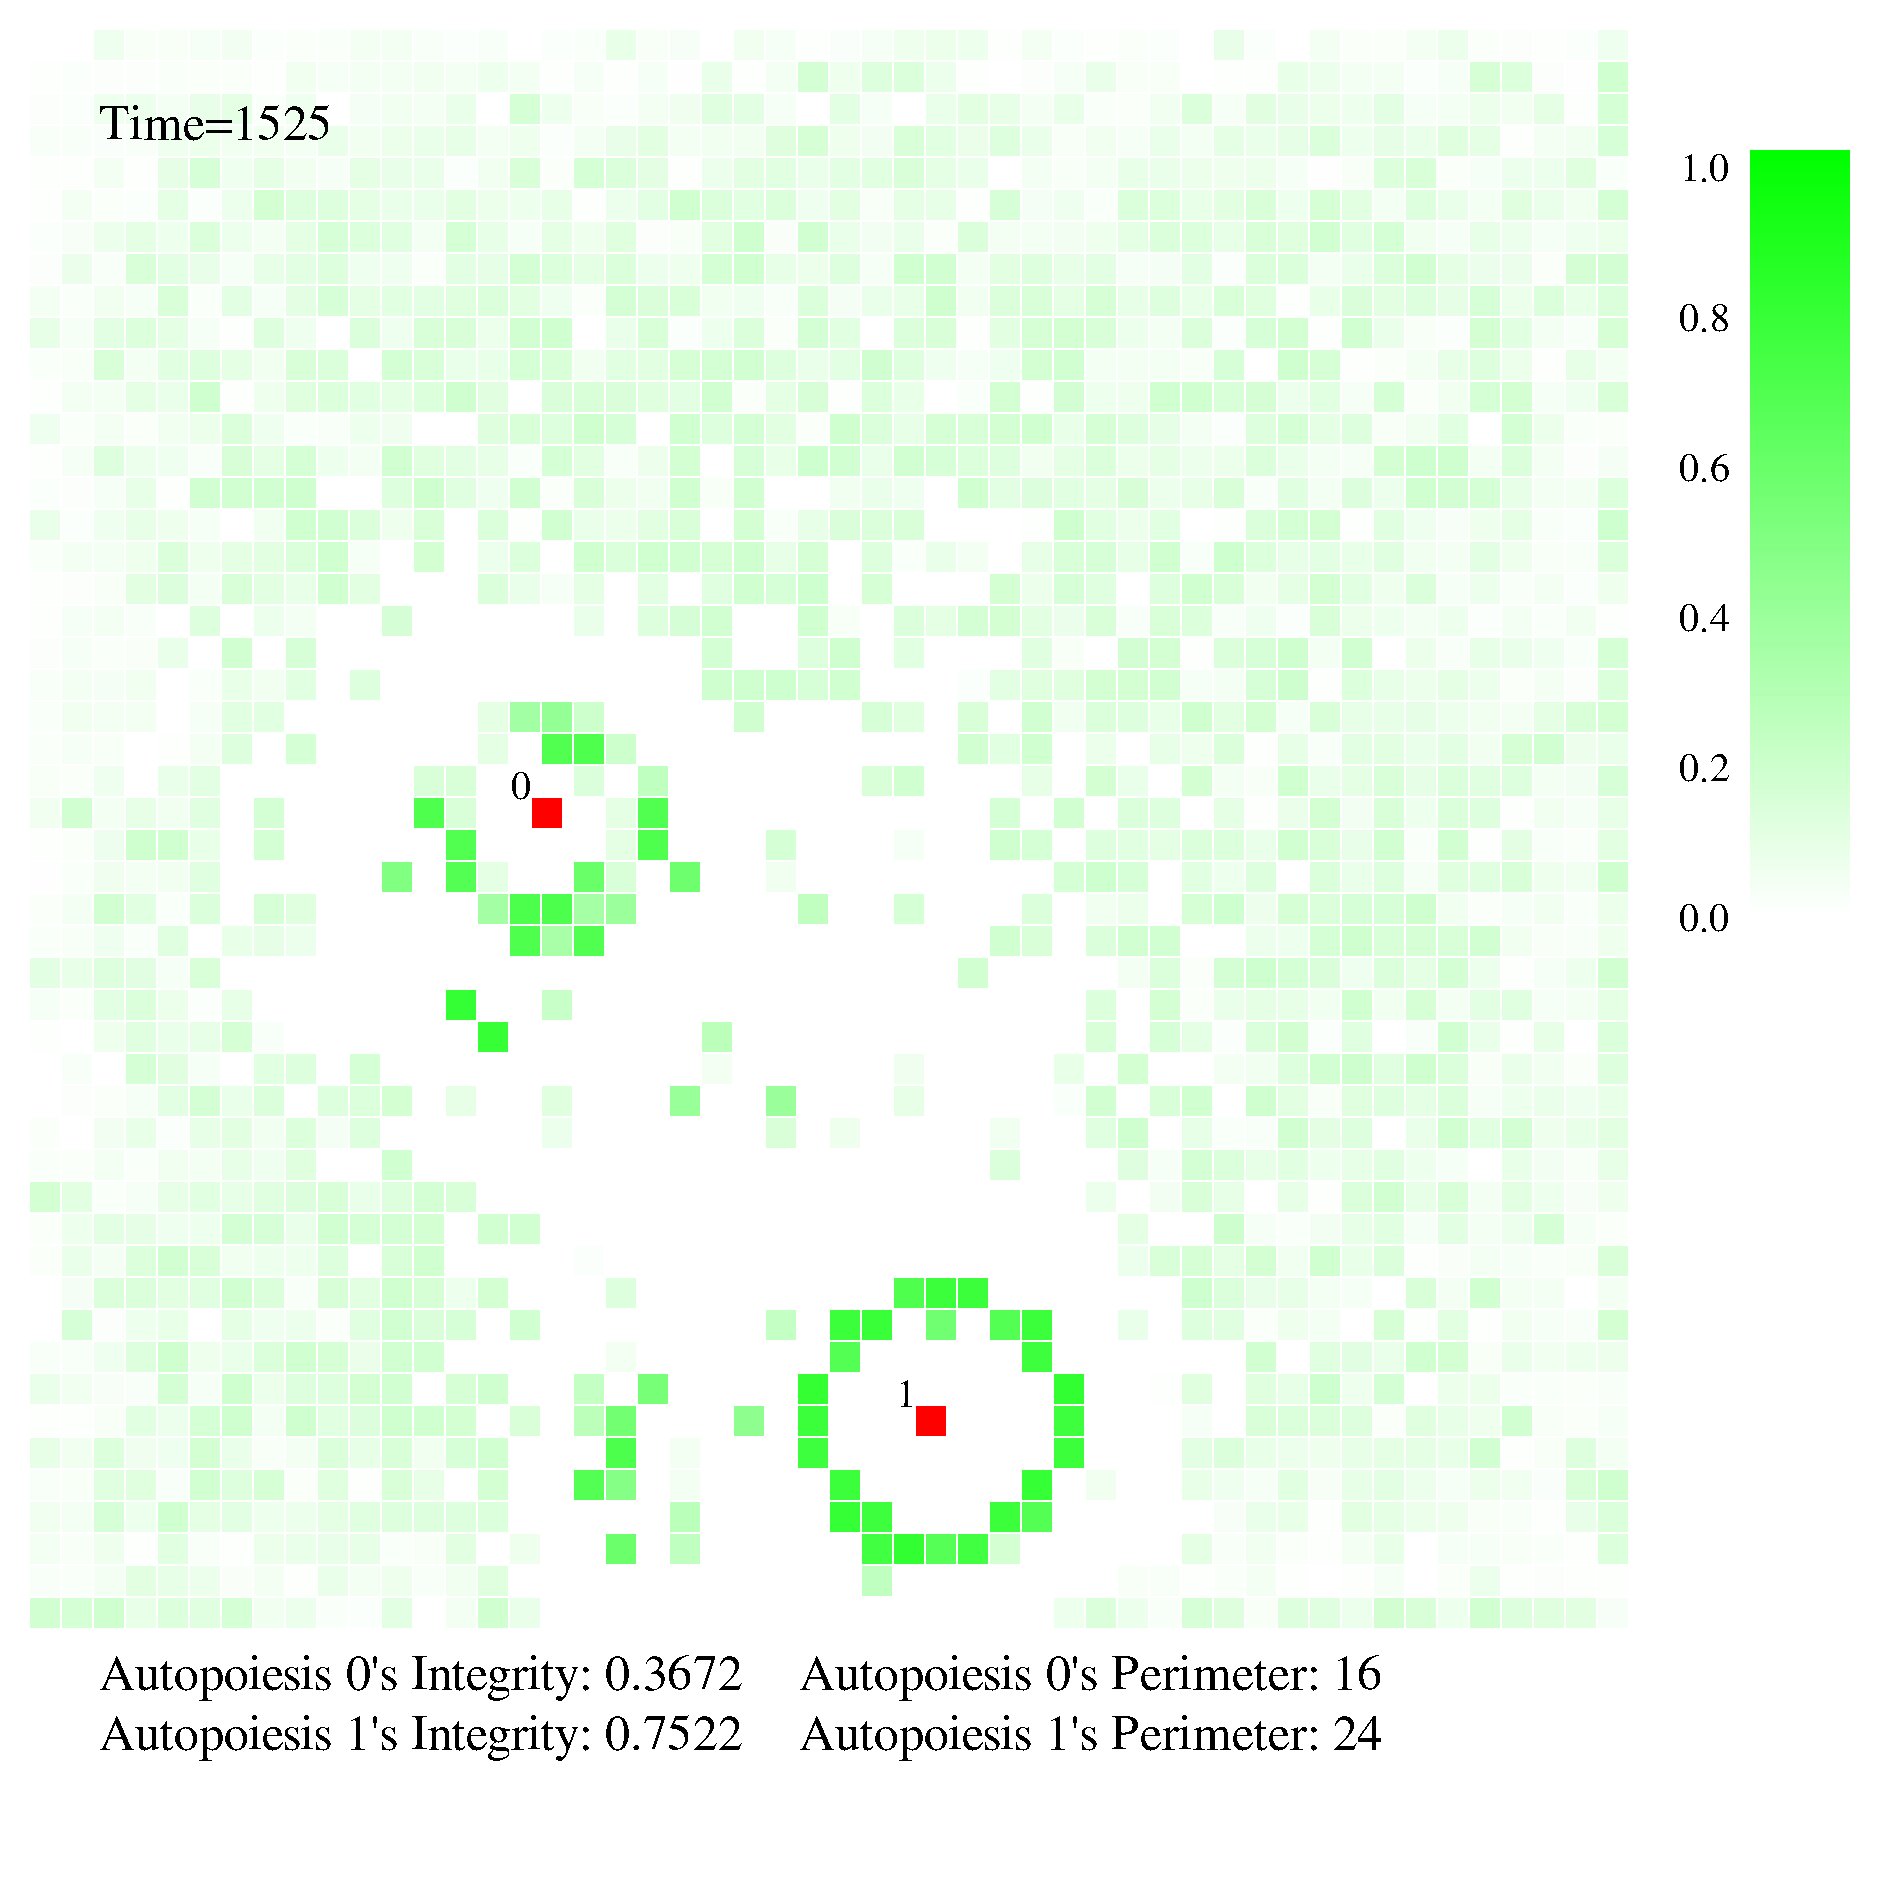 Time=1525
1.0
0.8
0.6
0.4
0.2
0.0
0
1
Autopoiesis 0's Integrity: 0.3672 Autopoiesis 0's Perimeter: 16
Autopoiesis 1's Integrity: 0.7522 Autopoiesis 1's Perimeter: 24